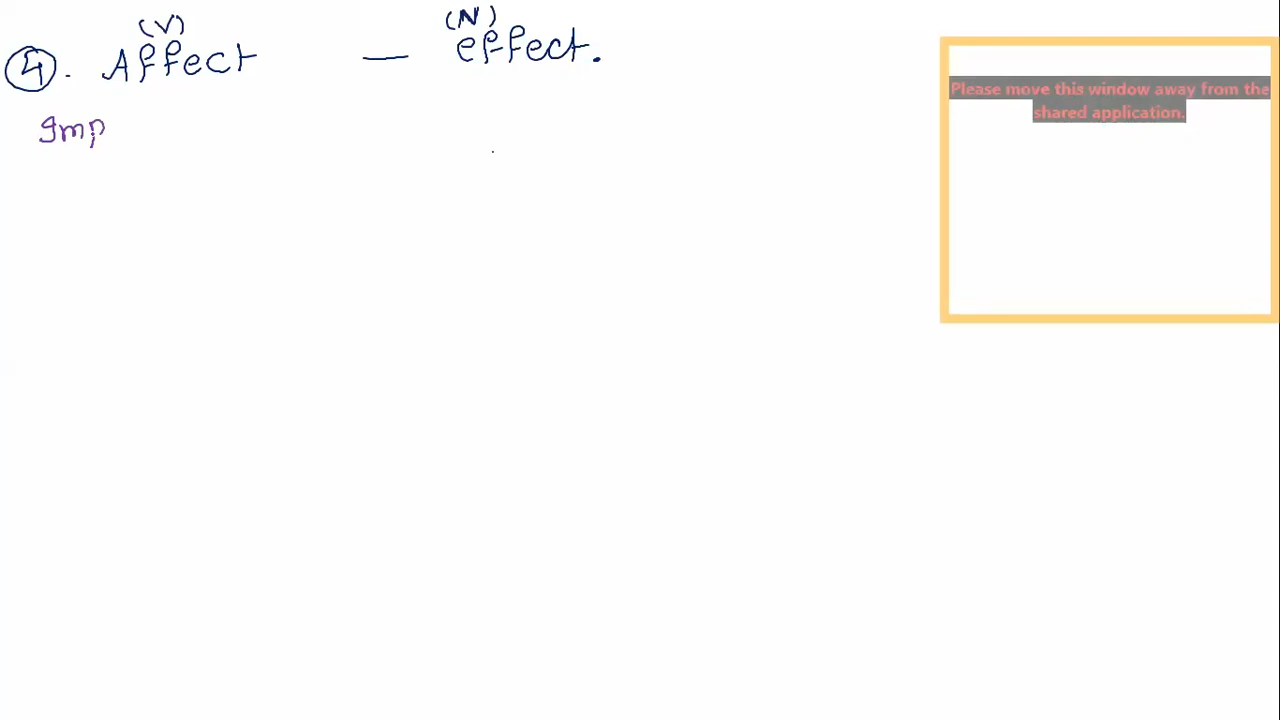 (V) (N)
4. Affect — effect.
Imp
Please move this window away from the
shared application.